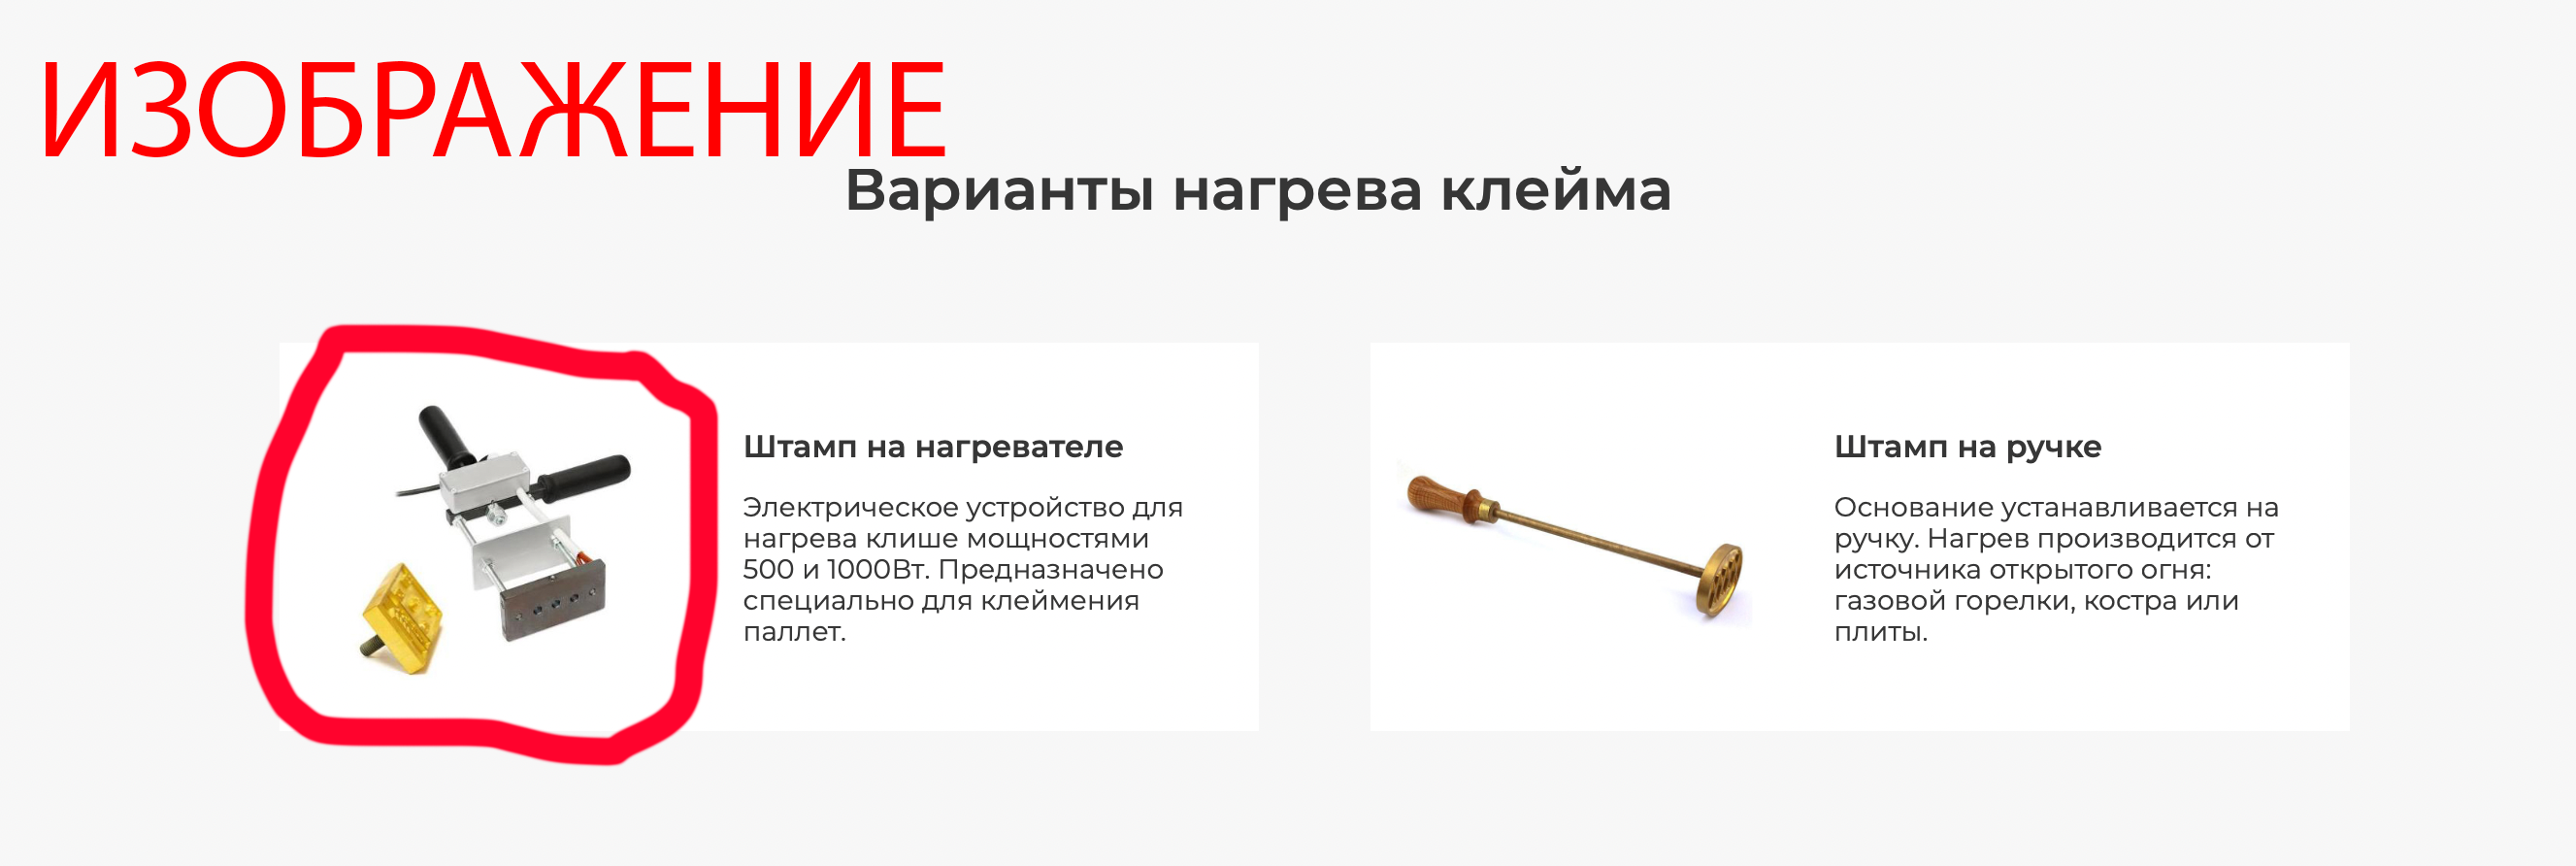 ИЗОБРАЖЕНИЕ
Варианты нагрева клейма
Штамп на нагревателе
Электрическое устройство для
нагрева клише мощностями
500 и 1000Вт. Предназначено
специально для клеймения
паллет.
Штамп на ручке
Основание устанавливается на
ручку. Нагрев производится от
источника открытого огня:
газовой горелки, костра или
плиты.